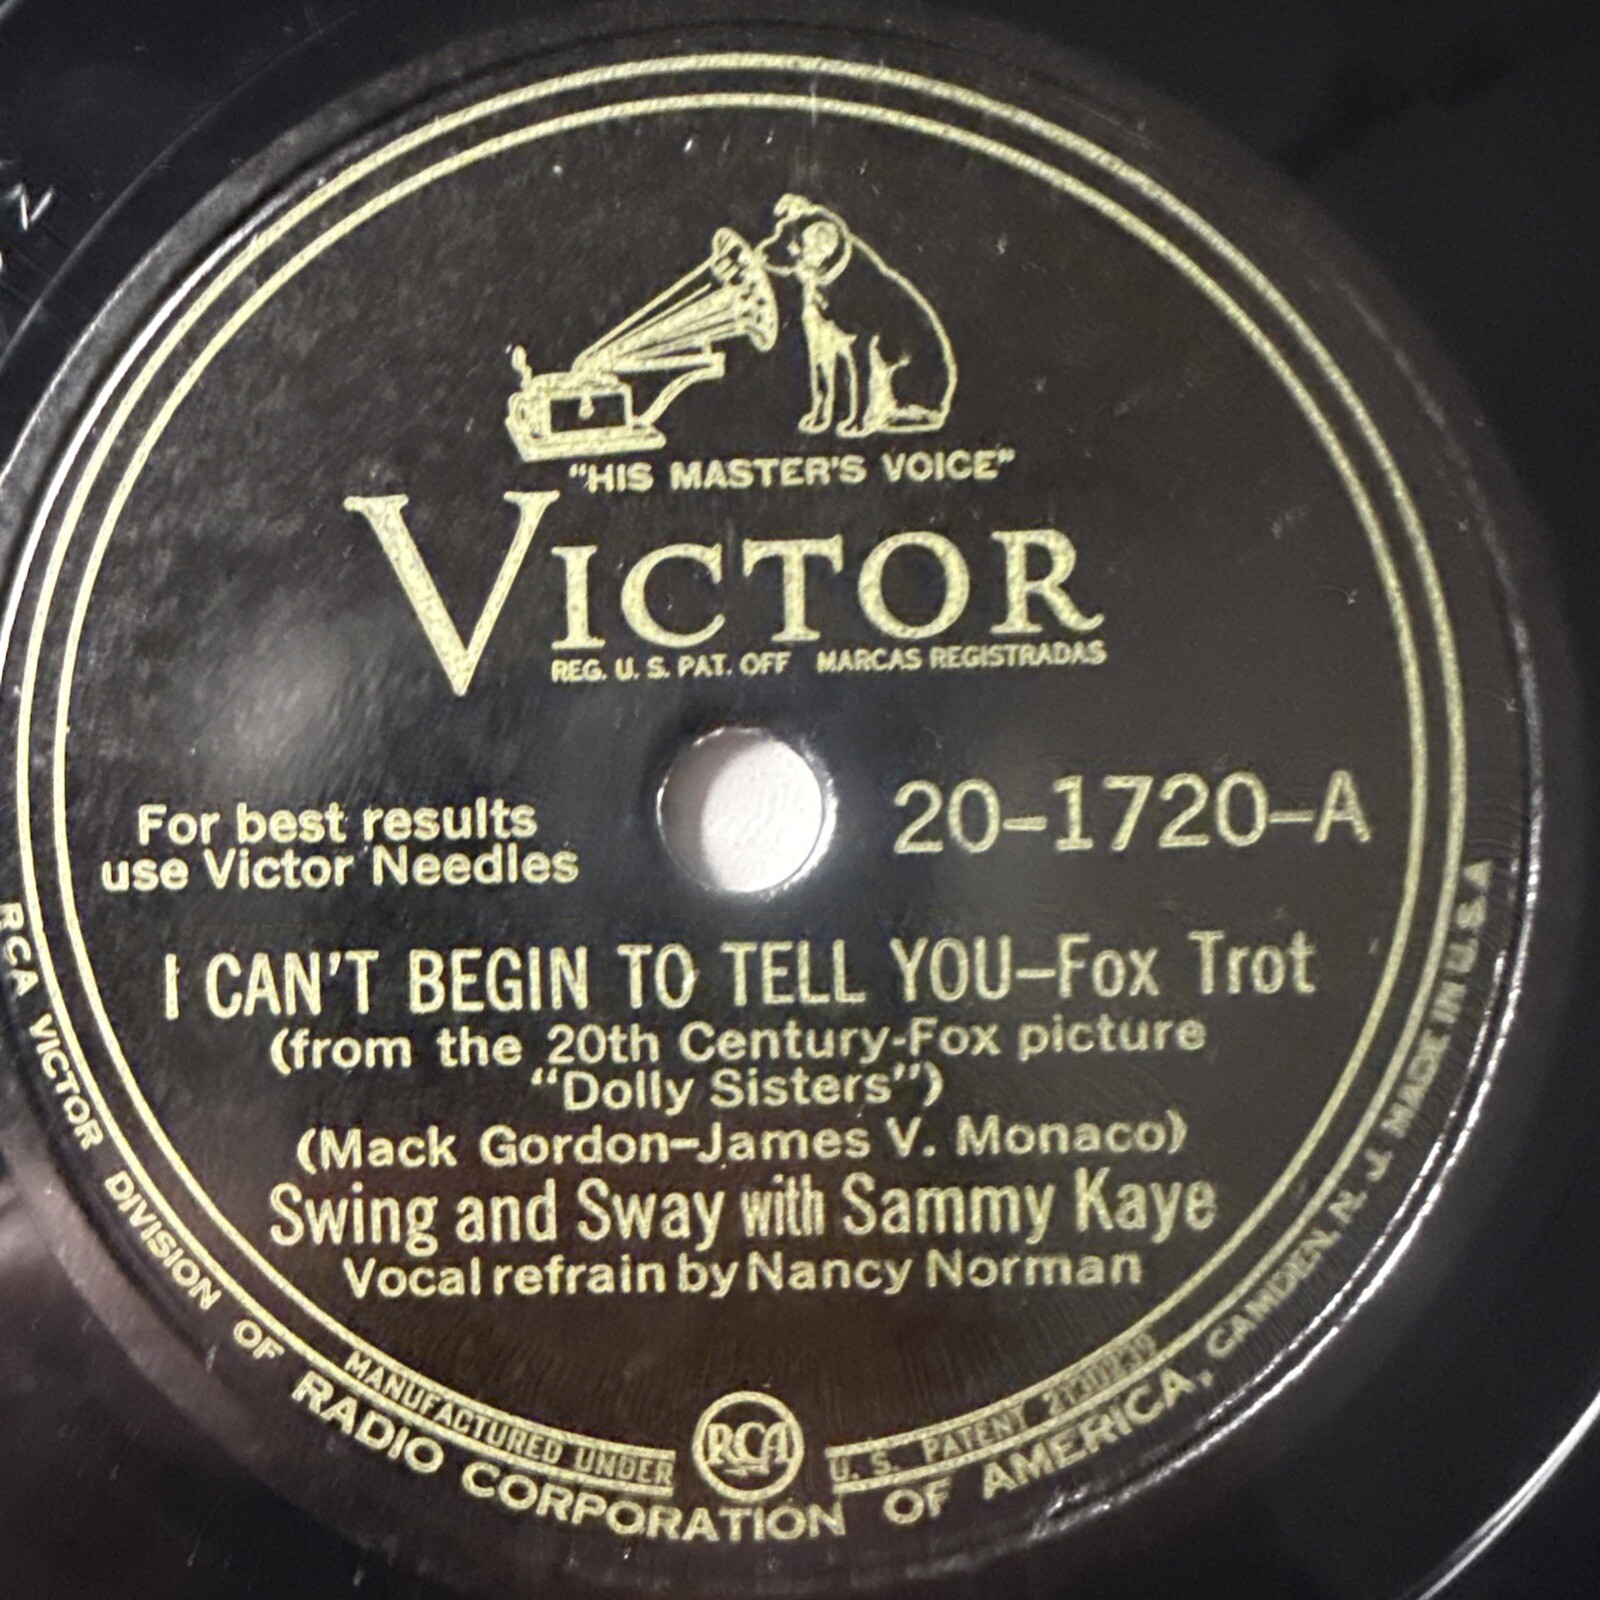 "HIS MASTER'S VOICE"
VICTOR
REG. U. S. PAT. OFF MARCAS REGISTRADAS
For best results
use Victor Needles
20-1720-A
I CAN'T BEGIN TO TELL YOU—Fox Trot
(from the 20th Century-Fox picture
"Dolly Sisters")
(Mack Gordon—James V. Monaco)
Swing and Sway with Sammy Kaye
Vocal refrain by Nancy Norman
MANUFACTURED UNDER RCA U. S. PATENT
RCA VICTOR DIVISION OF RADIO CORPORATION OF AMERICA, CAMDEN, N. J. MADE IN U.S.A